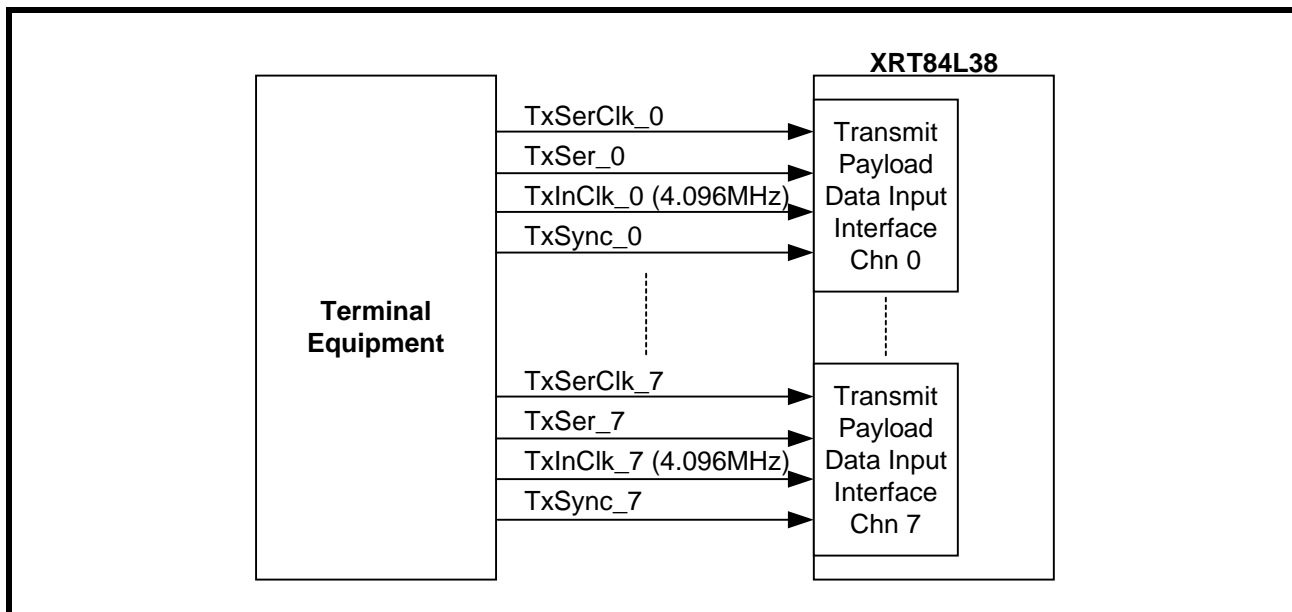 XRT84L38
TxSerClk_0
TxSer_0
TxInClk_0 (4.096MHz)
TxSync_0
Transmit
Payload
Data Input
Interface
Chn 0
Terminal
Equipment
TxSerClk_7
TxSer_7
TxInClk_7 (4.096MHz)
TxSync_7
Transmit
Payload
Data Input
Interface
Chn 7